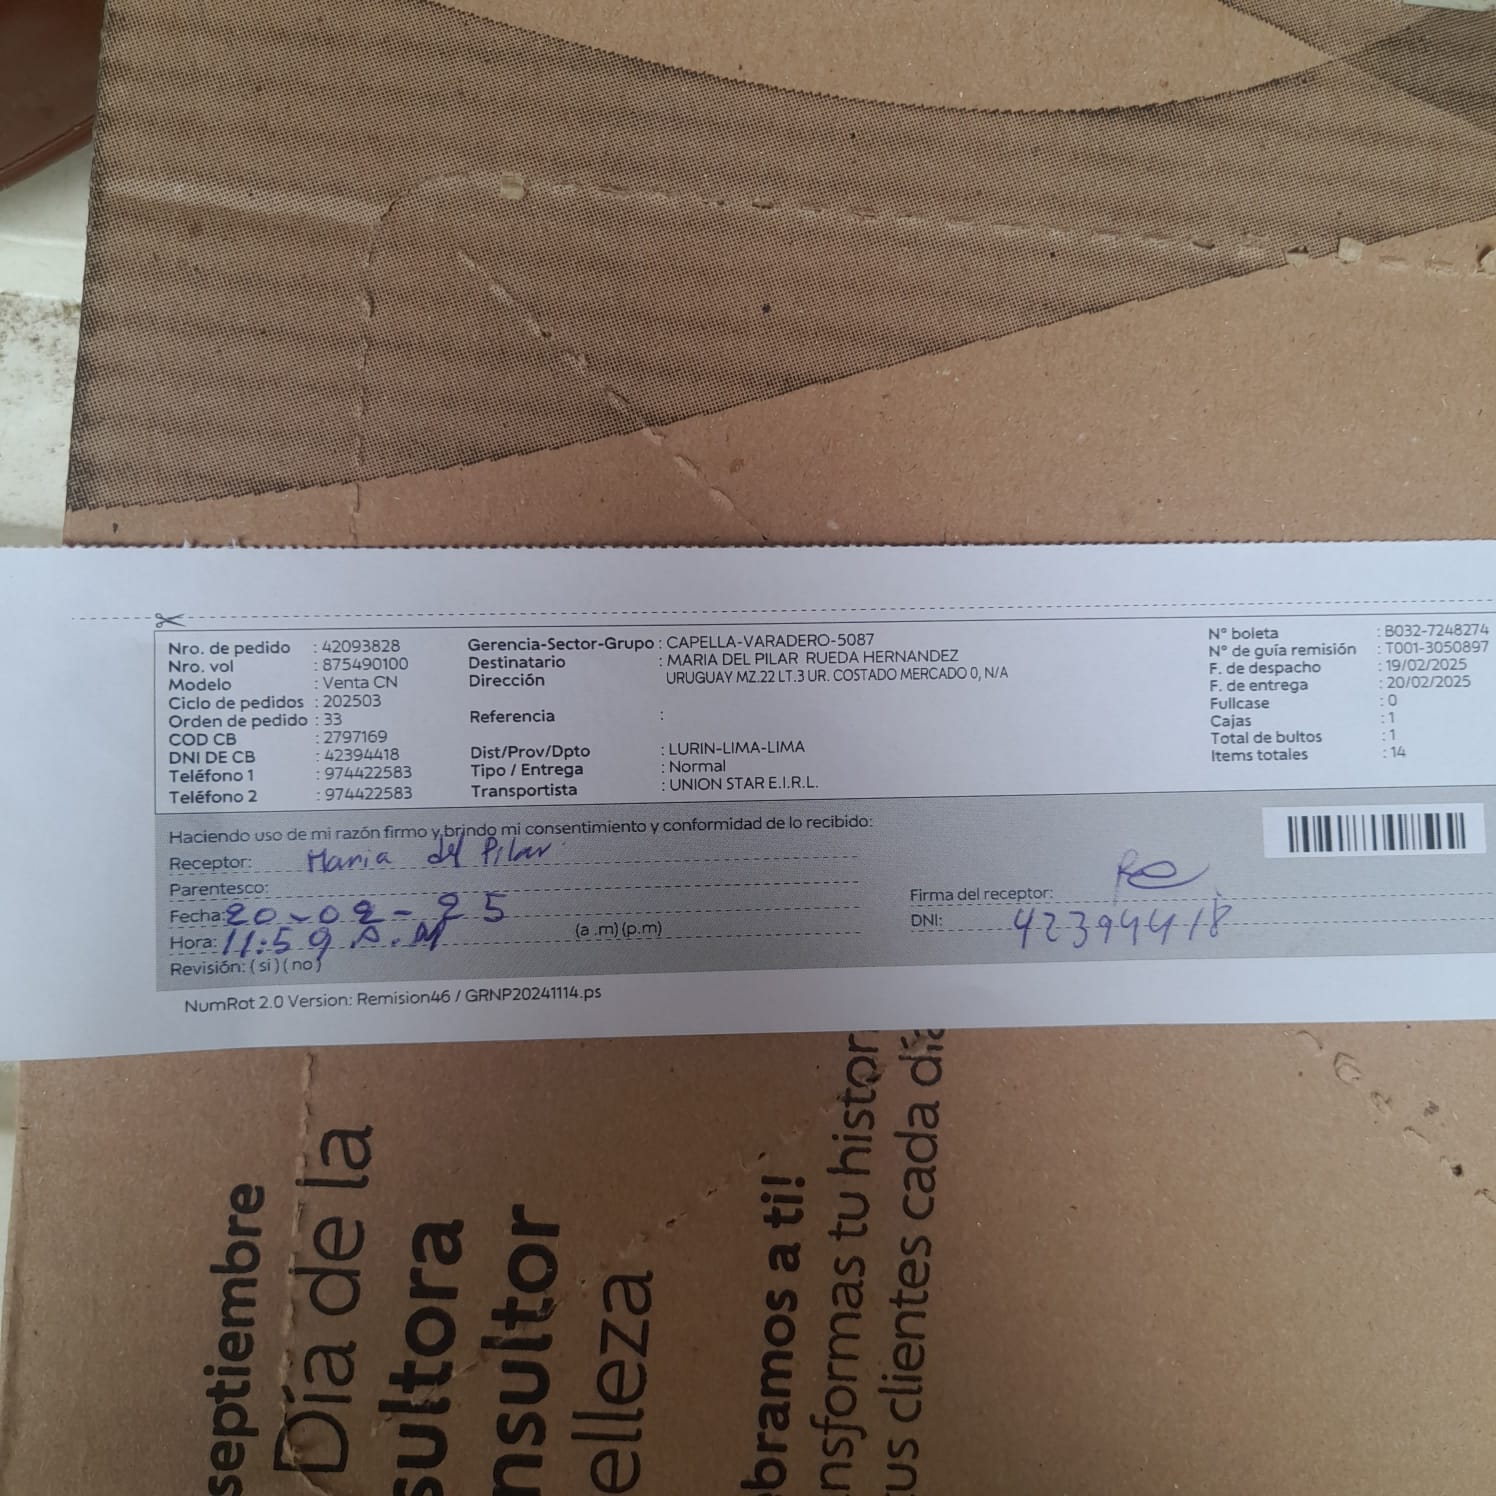 Nro. de pedido : 42093828
Nro. vol : 875490100
Modelo : Venta CN
Ciclo de pedidos : 202503
Orden de pedido : 33
COD CB : 2797169
DNI DE CB : 42394418
Teléfono 1 : 974422583
Teléfono 2 : 974422583
Gerencia-Sector-Grupo : CAPELLA-VARADERO-5087
Destinatario : MARIA DEL PILAR RUEDA HERNANDEZ
Dirección URUGUAY MZ.22 LT.3 UR. COSTADO MERCADO 0, N/A
Referencia :
Dist/Prov/Dpto : LURIN-LIMA-LIMA
Tipo / Entrega : Normal
Transportista : UNION STAR E.I.R.L.
N° boleta : B032-7248274
N° de guía remisión : T001-3050897
F. de despacho : 19/02/2025
F. de entrega : 20/02/2025
Fullcase : 0
Cajas : 1
Total de bultos : 1
Items totales : 14
Haciendo uso de mi razón firmo y brindo mi consentimiento y conformidad de lo recibido:
Receptor: Maria del Pilar
Parentesco:
Fecha: 20-02-25
Hora: 11:59 A.M (a .m) (p.m)
Revisión: ( si ) ( no )
Firma del receptor:
DNI: 42394418
NumRot 2.0 Version: Remision46 / GRNP20241114.ps
septiembre
Día de la
sultora
nsultor
elleza
bramos a ti!
nsformas tu histor
tus clientes cada día